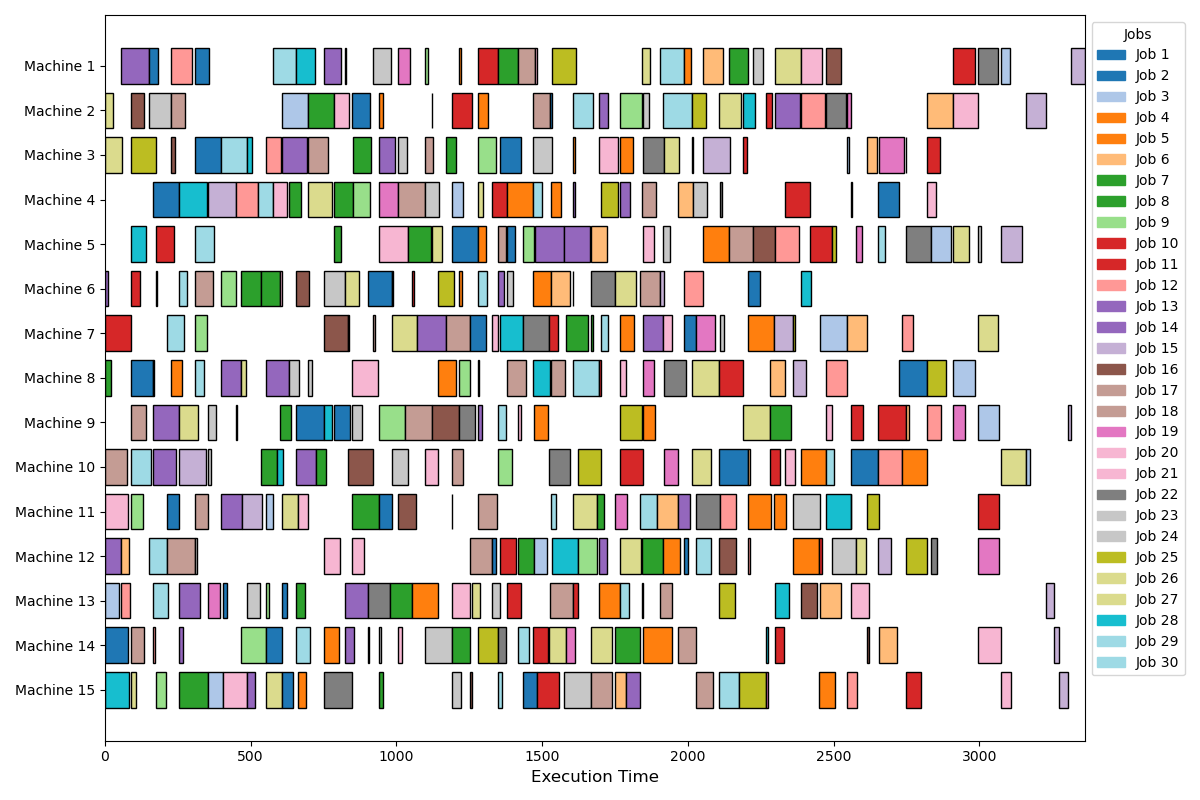 Machine 1
Machine 2
Machine 3
Machine 4
Machine 5
Machine 6
Machine 7
Machine 8
Machine 9
Machine 10
Machine 11
Machine 12
Machine 13
Machine 14
Machine 15
0 500 1000 1500 2000 2500 3000
Execution Time
Jobs
Job 1
Job 2
Job 3
Job 4
Job 5
Job 6
Job 7
Job 8
Job 9
Job 10
Job 11
Job 12
Job 13
Job 14
Job 15
Job 16
Job 17
Job 18
Job 19
Job 20
Job 21
Job 22
Job 23
Job 24
Job 25
Job 26
Job 27
Job 28
Job 29
Job 30